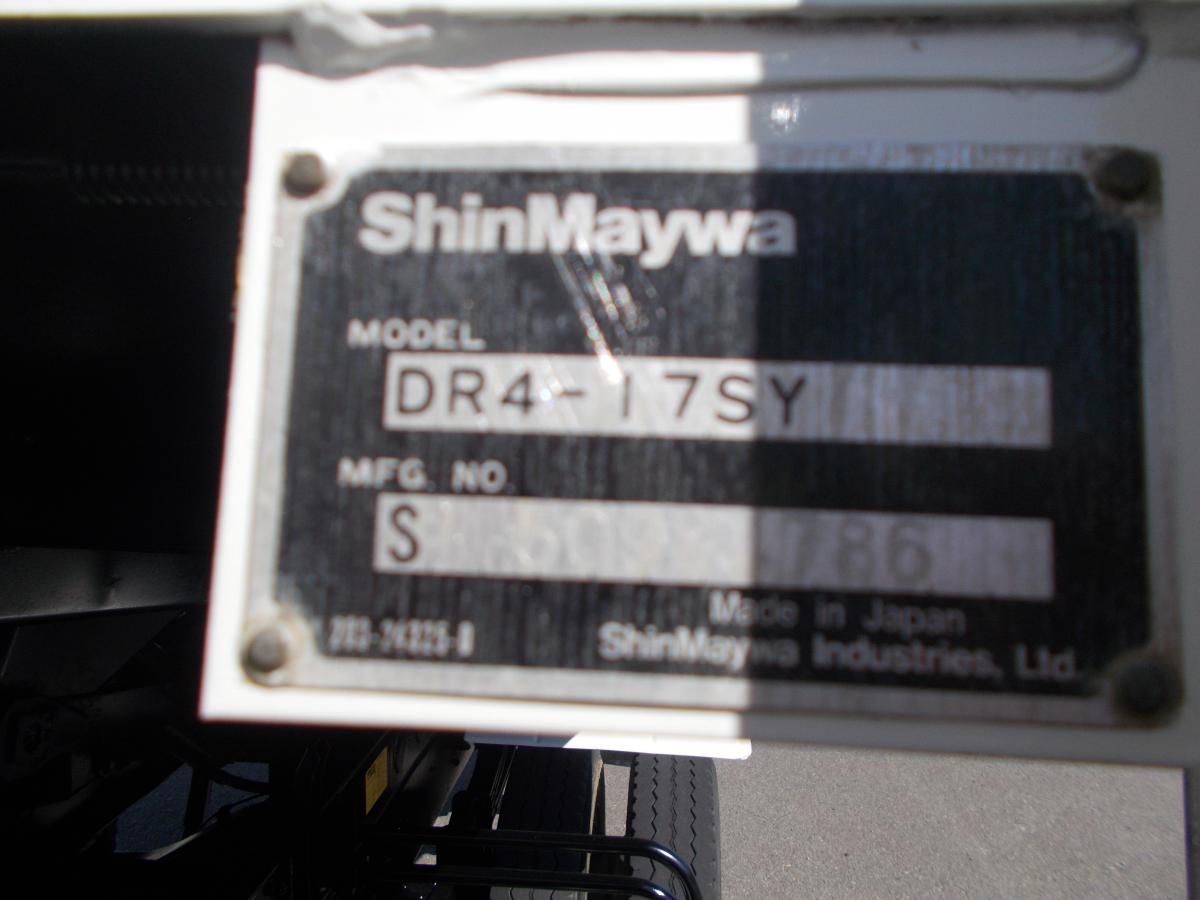 ShinMaywa
MODEL
DR4-17SY
MFG. NO.
S
Made in Japan
ShinMaywa Industries, Ltd.